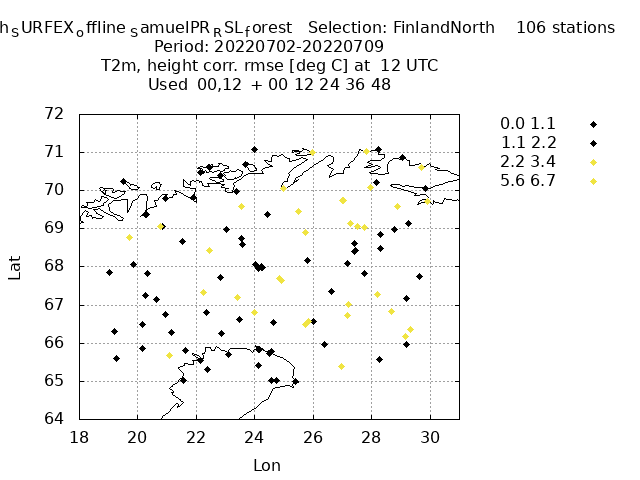 h_SURFEX_offline_SamuelPR_RSL_forest   Selection: FinlandNorth    106 stations
Period: 20220702-20220709
T2m, height corr. rmse [deg C] at  12 UTC
Used  00,12  + 00 12 24 36 48
0.0 1.1
1.1 2.2
2.2 3.4
5.6 6.7
72
71
70
69
68
67
66
65
64
Lat
18 20 22 24 26 28 30
Lon